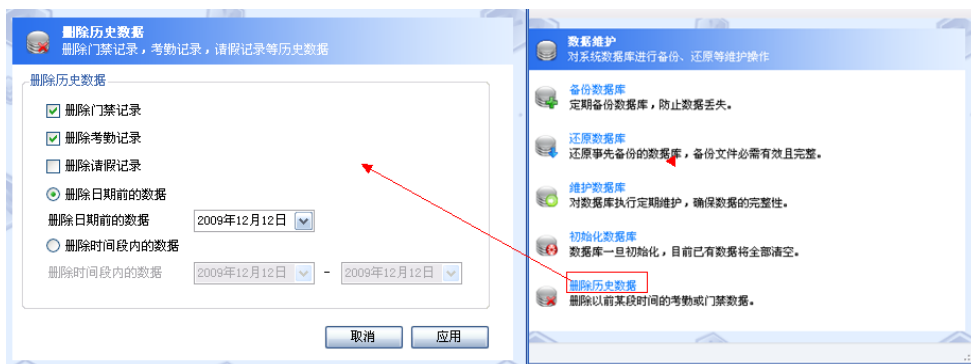 删除历史数据
删除门禁记录，考勤记录，请假记录等历史数据
删除历史数据
删除门禁记录
删除考勤记录
删除请假记录
删除日期前的数据
删除日期前的数据 2009年12月12日
删除时间段内的数据
删除时间段内的数据 2009年12月12日 - 2009年12月12日
取消 应用
数据维护
对系统数据库进行备份、还原等维护操作
备份数据库
定期备份数据库，防止数据丢失。
还原数据库
还原事先备份的数据库，备份文件必需有效且完整。
维护数据库
对数据库执行定期维护，确保数据的完整性。
初始化数据库
数据库一旦初始化，目前已有数据将全部清空。
删除历史数据
删除以前某段时间的考勤或门禁数据。